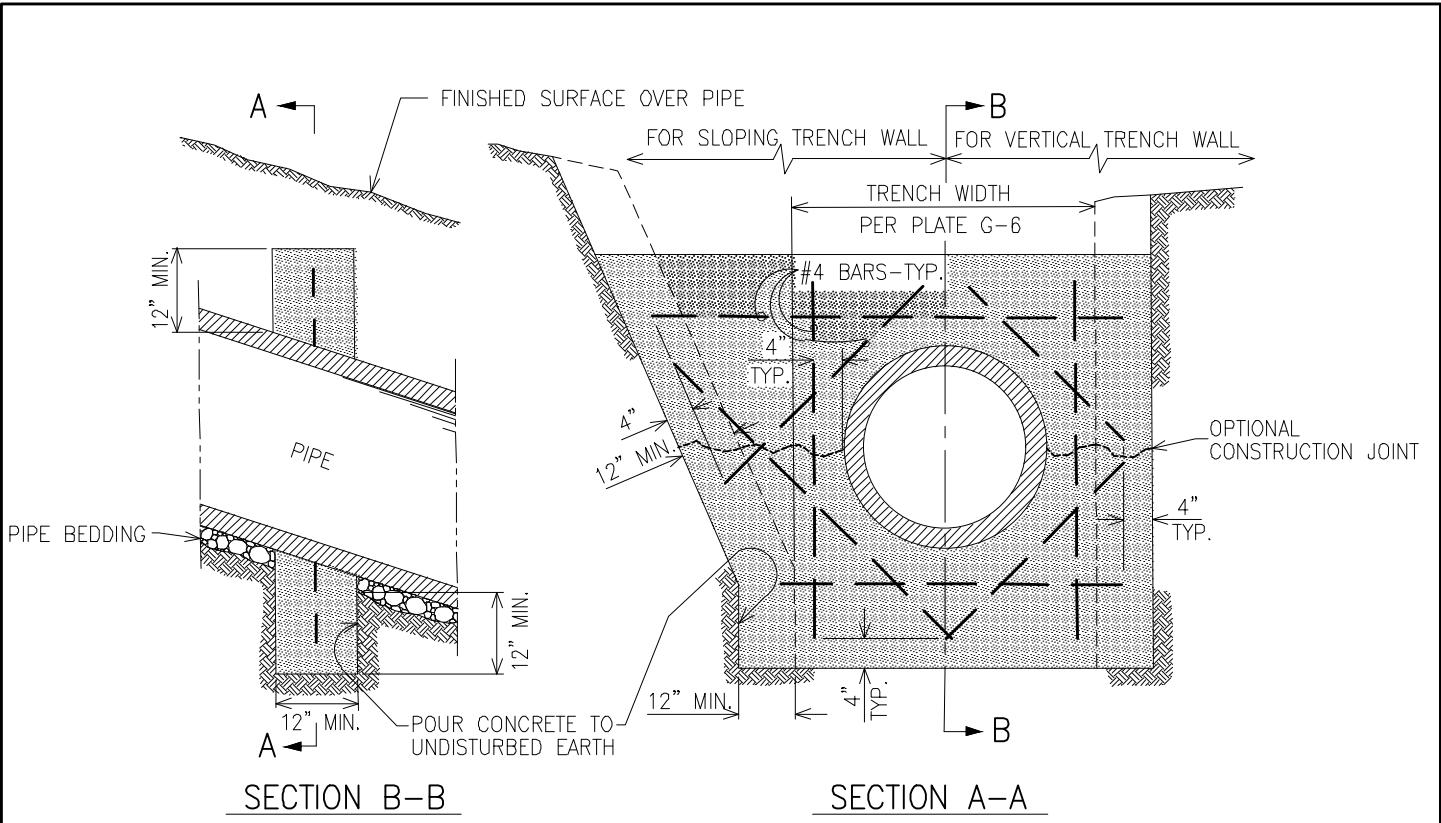 A
FINISHED SURFACE OVER PIPE
B
FOR SLOPING TRENCH WALL
FOR VERTICAL TRENCH WALL
TRENCH WIDTH
PER PLATE G-6
12" MIN.
#4 BARS-TYP.
4"
TYP.
4"
12" MIN.
OPTIONAL
CONSTRUCTION JOINT
PIPE
PIPE BEDDING
4"
TYP.
12" MIN.
12" MIN.
12" MIN.
4"
TYP.
POUR CONCRETE TO
UNDISTURBED EARTH
A
B
SECTION B-B
SECTION A-A